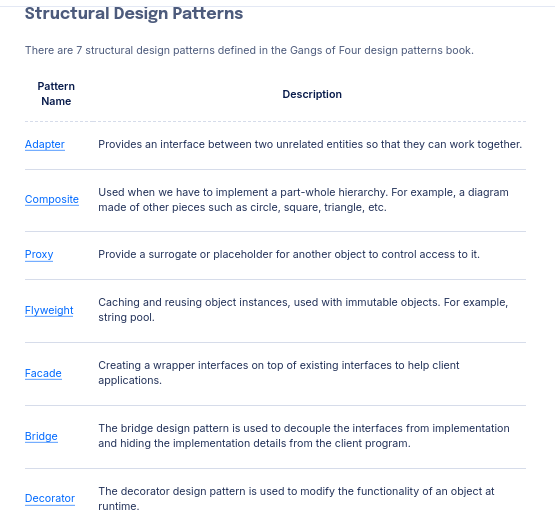 Structural Design Patterns
There are 7 structural design patterns defined in the Gangs of Four design patterns book.
Pattern
Name
Description
Adapter
Provides an interface between two unrelated entities so that they can work together.
Composite
Used when we have to implement a part-whole hierarchy. For example, a diagram
made of other pieces such as circle, square, triangle, etc.
Proxy
Provide a surrogate or placeholder for another object to control access to it.
Flyweight
Caching and reusing object instances, used with immutable objects. For example,
string pool.
Facade
Creating a wrapper interfaces on top of existing interfaces to help client
applications.
Bridge
The bridge design pattern is used to decouple the interfaces from implementation
and hiding the implementation details from the client program.
Decorator
The decorator design pattern is used to modify the functionality of an object at
runtime.